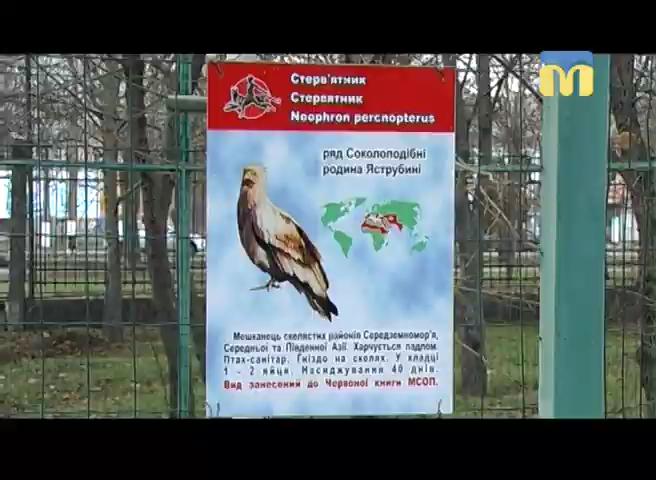 M
Стерв'ятник
Стервятник
Neophron percnopterus
ряд Соколоподібні
родина Яструбині
Мешканець скелястих районів Середземномор'я,
Середньої та Південної Азії. Харчується падлом.
Птах-санітар. Гніздо на скелях. У кладці
1 - 2 яйця. Насиджування 40 днів.
Вид занесений до Червоної книги МСОП.